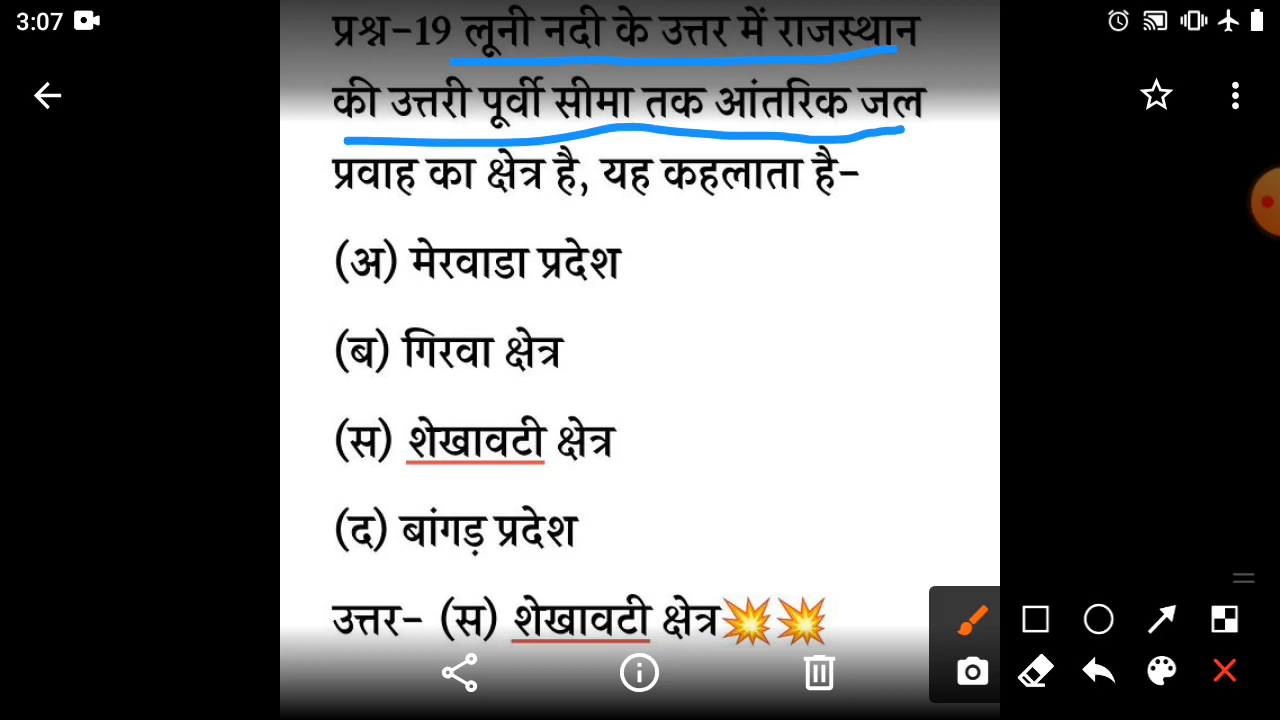 3:07
प्रश्न-19 लूनी नदी के उत्तर में राजस्थान
की उत्तरी पूर्वी सीमा तक आंतरिक जल
प्रवाह का क्षेत्र है, यह कहलाता है-
(अ) मेरवाडा प्रदेश
(ब) गिरवा क्षेत्र
(स) शेखावटी क्षेत्र
(द) बांगड़ प्रदेश
उत्तर- (स) शेखावटी क्षेत्र💥💥